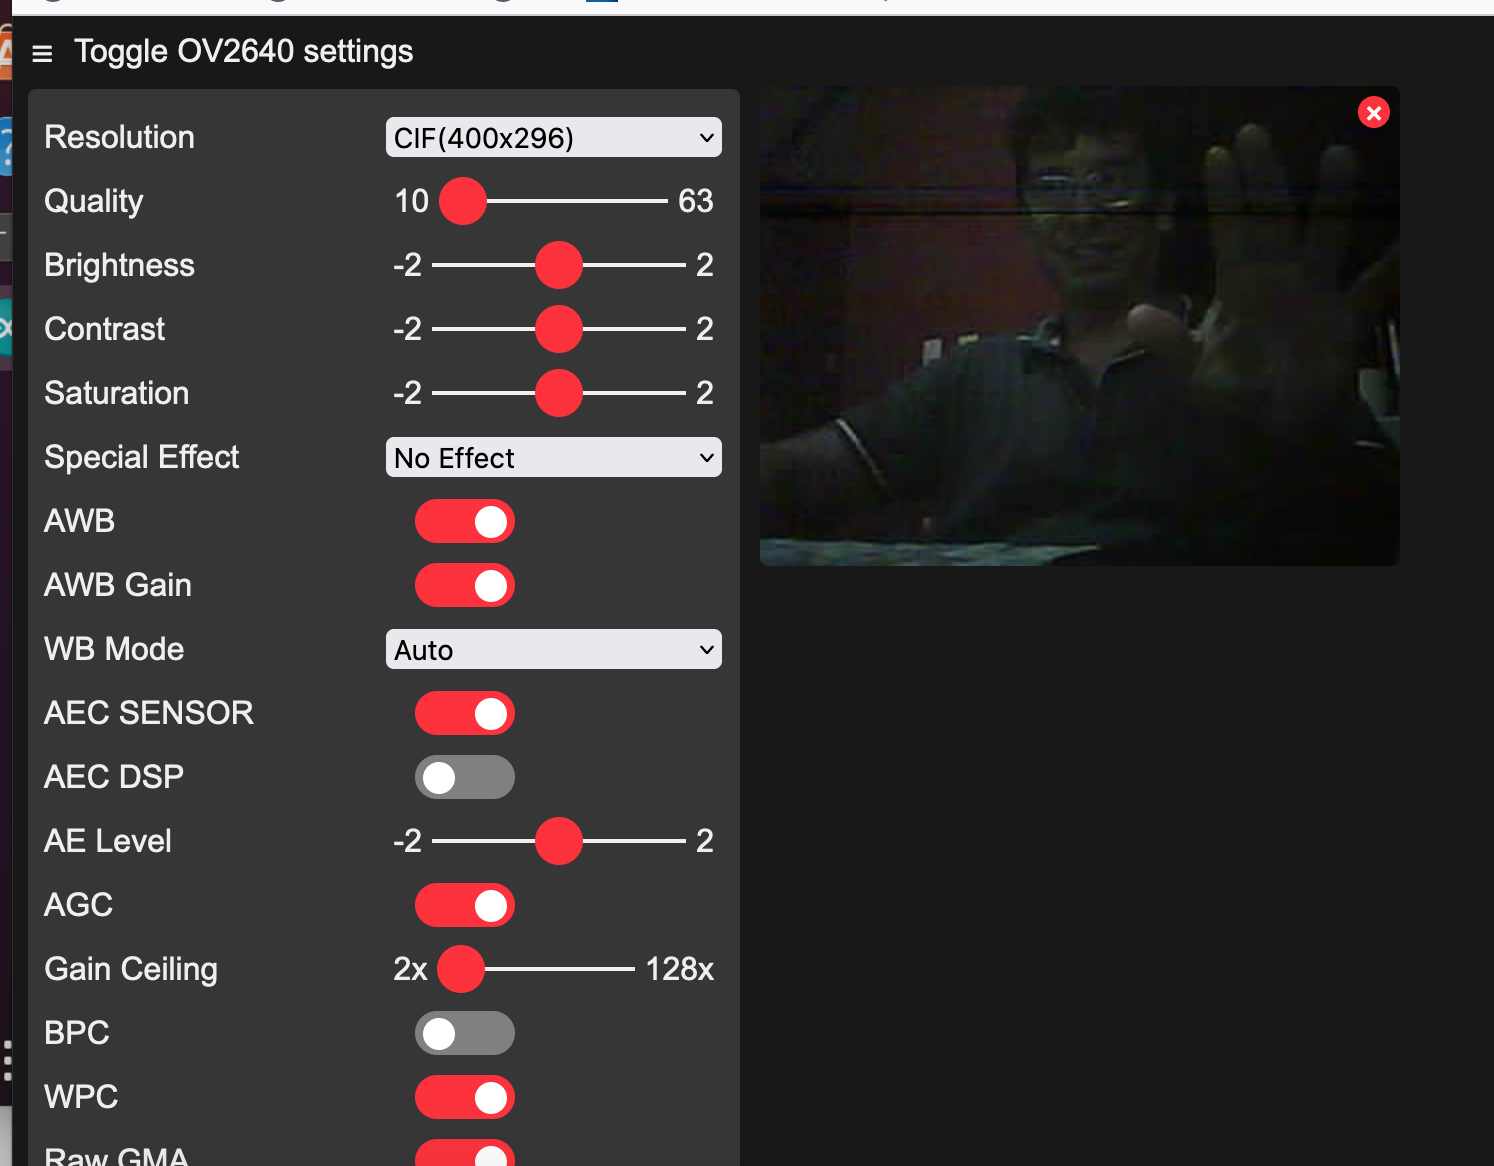 ≡ Toggle OV2640 settings
Resolution CIF(400x296)
Quality 10 63
Brightness -2 2
Contrast -2 2
Saturation -2 2
Special Effect No Effect
AWB
AWB Gain
WB Mode Auto
AEC SENSOR
AEC DSP
AE Level -2 2
AGC
Gain Ceiling 2x 128x
BPC
WPC
Raw GMA